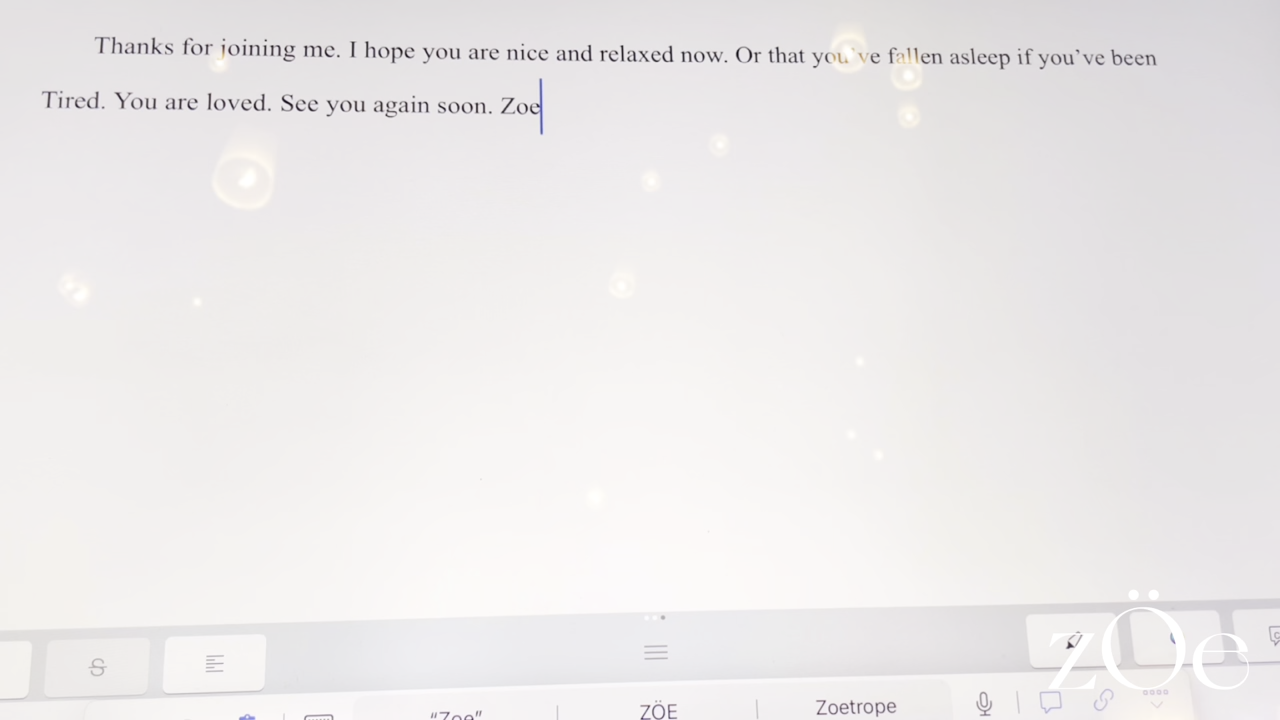 Thanks for joining me. I hope you are nice and relaxed now. Or that you've fallen asleep if you've been
Tired. You are loved. See you again soon. Zoe
"Zoe" ZÖE Zoetrope
zÖe